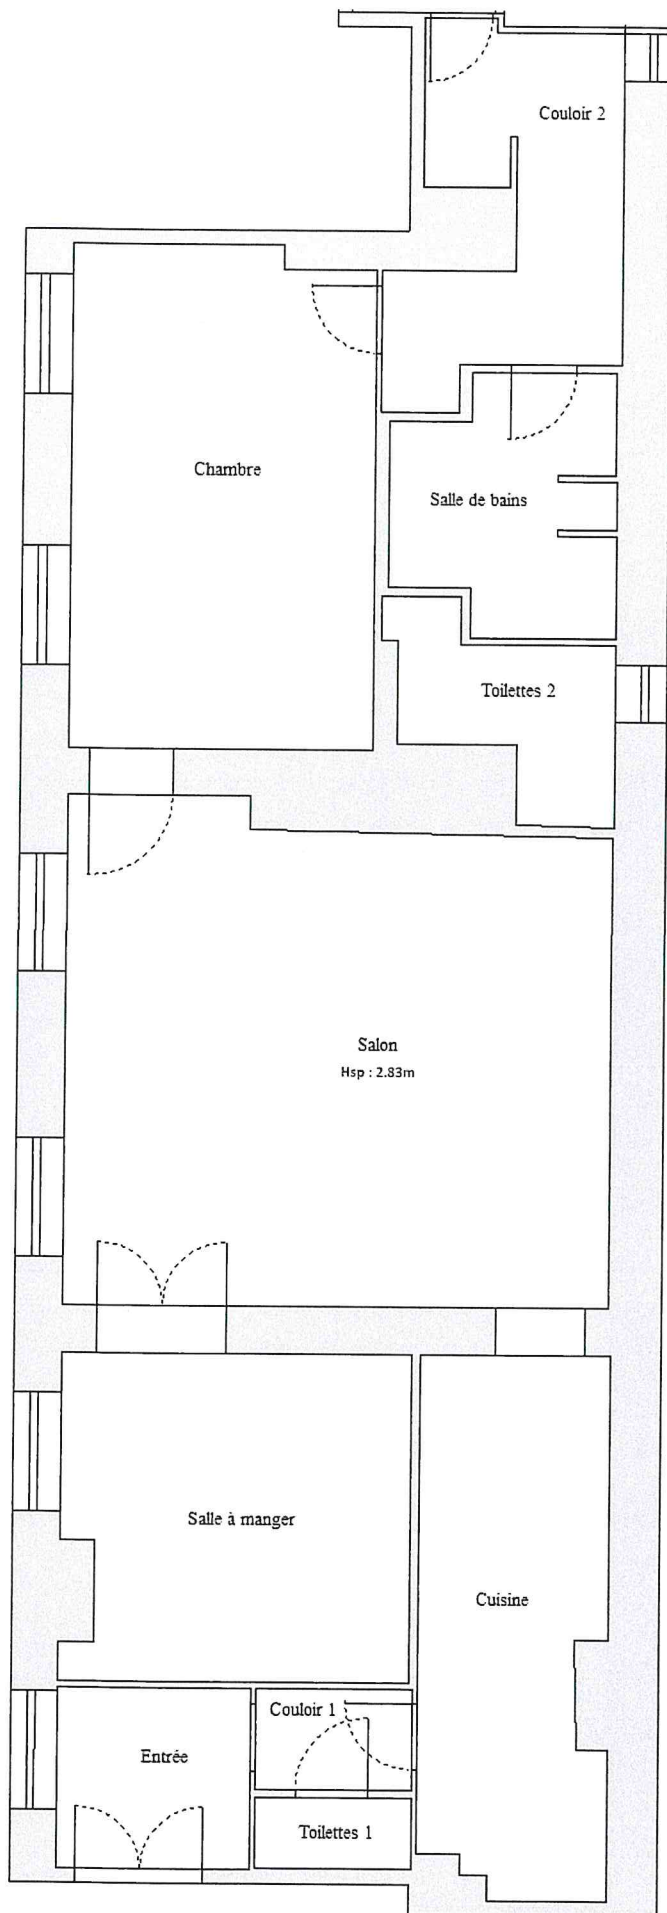 Couloir 2
Chambre
Salle de bains
Toilettes 2
Salon
Hsp : 2.83m
Salle à manger
Cuisine
Couloir 1
Entrée
Toilettes 1